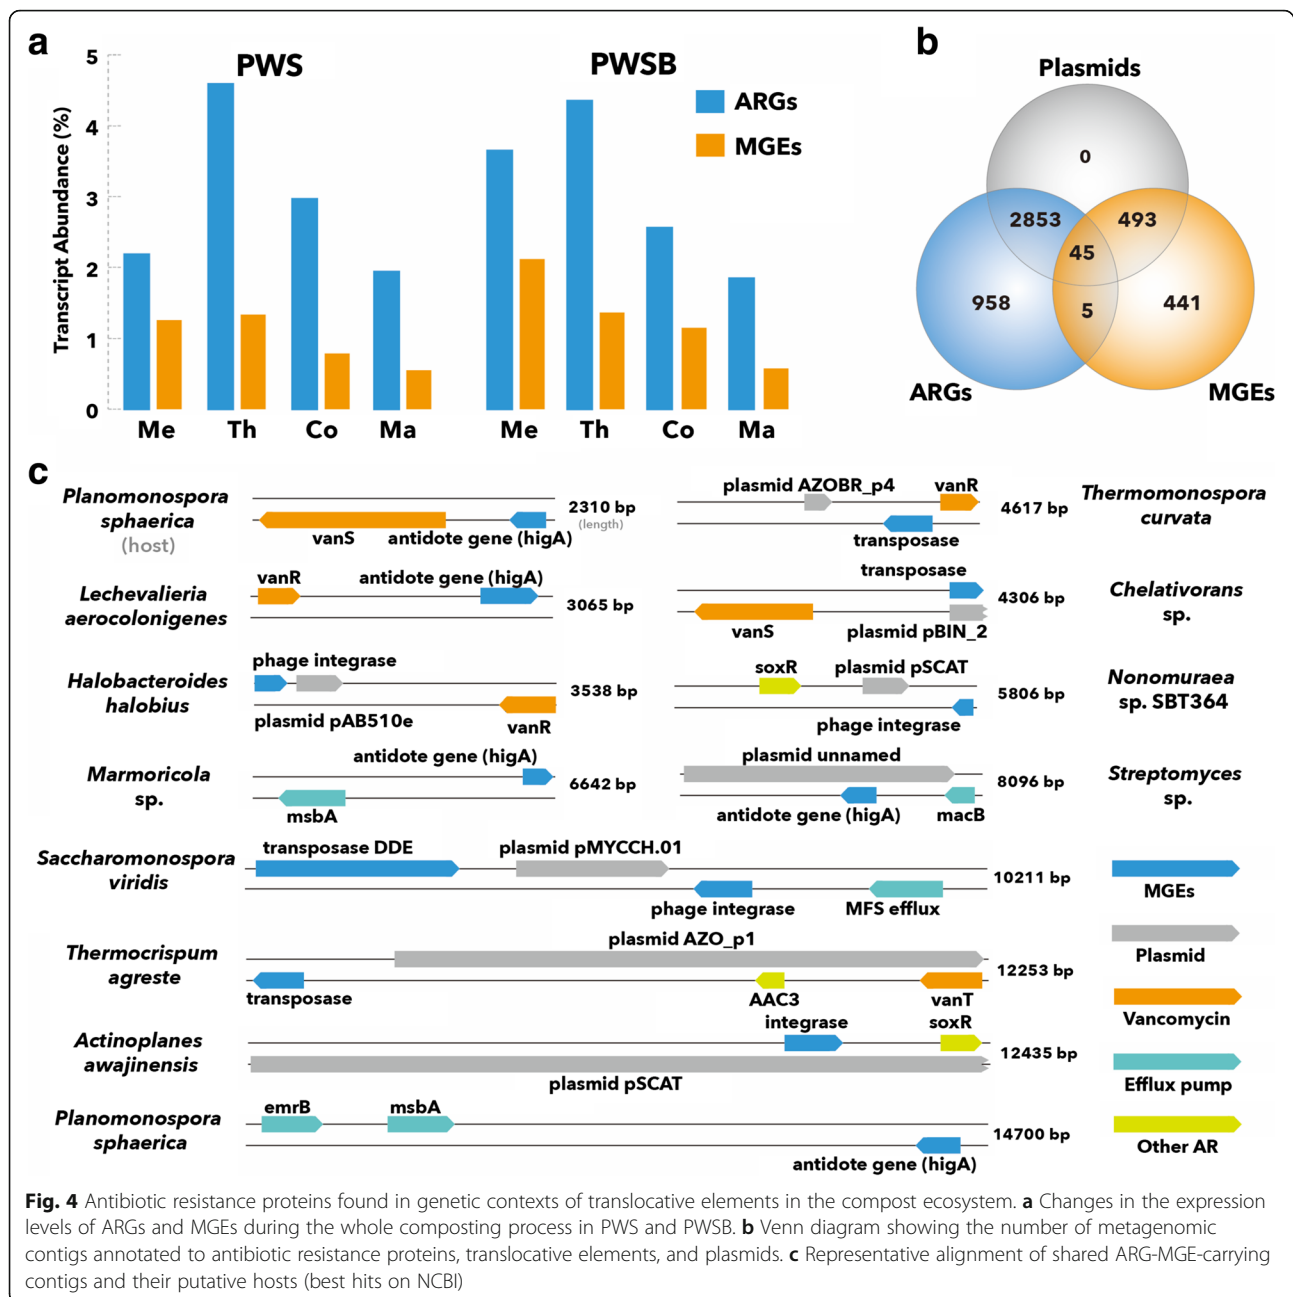 a
PWS
PWSB
Transcript Abundance (%)
5
4
3
2
1
0
ARGs
MGEs
Me Th Co Ma
Me Th Co Ma
b
Plasmids
0
2853
493
45
958
5
441
ARGs
MGEs
c
Planomonospora
sphaerica
(host)
vanS
antidote gene (higA)
2310 bp
(length)
plasmid AZOBR_p4
vanR
transposase
4617 bp
Thermomonospora
curvata
Lechevalieria
aerocolonigenes
vanR
antidote gene (higA)
3065 bp
transposase
vanS
plasmid pBIN_2
4306 bp
Chelativorans
sp.
Halobacteroides
halobius
phage integrase
plasmid pAB510e
vanR
3538 bp
soxR
plasmid pSCAT
phage integrase
5806 bp
Nonomuraea
sp. SBT364
Marmoricola
sp.
antidote gene (higA)
msbA
6642 bp
plasmid unnamed
antidote gene (higA)
macB
8096 bp
Streptomyces
sp.
Saccharomonospora
viridis
transposase DDE
plasmid pMYCCH.01
phage integrase
MFS efflux
10211 bp
Thermocrispum
agreste
plasmid AZO_p1
transposase
AAC3
vanT
12253 bp
Actinoplanes
awajinensis
integrase
soxR
plasmid pSCAT
12435 bp
Planomonospora
sphaerica
emrB
msbA
antidote gene (higA)
14700 bp
MGEs
Plasmid
Vancomycin
Efflux pump
Other AR
Fig. 4 Antibiotic resistance proteins found in genetic contexts of translocative elements in the compost ecosystem. a Changes in the expression
levels of ARGs and MGEs during the whole composting process in PWS and PWSB. b Venn diagram showing the number of metagenomic
contigs annotated to antibiotic resistance proteins, translocative elements, and plasmids. c Representative alignment of shared ARG-MGE-carrying
contigs and their putative hosts (best hits on NCBI)